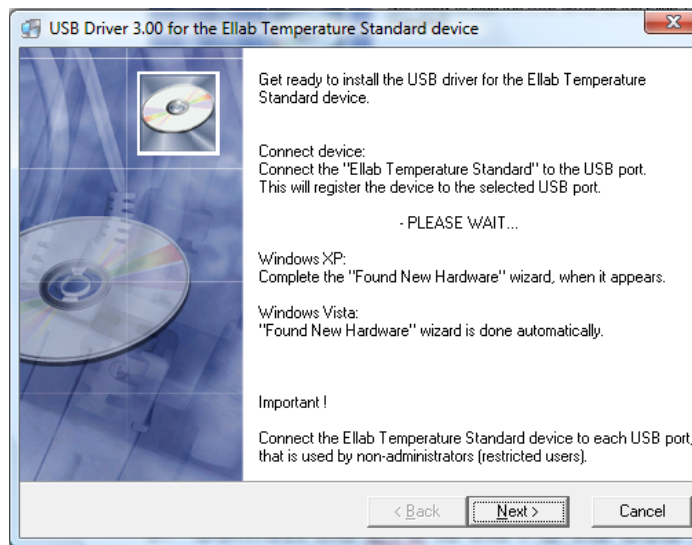 USB Driver 3.00 for the Ellab Temperature Standard device
Get ready to install the USB driver for the Ellab Temperature
Standard device.
Connect device:
Connect the "Ellab Temperature Standard" to the USB port.
This will register the device to the selected USB port.
- PLEASE WAIT...
Windows XP:
Complete the "Found New Hardware" wizard, when it appears.
Windows Vista:
"Found New Hardware" wizard is done automatically.
Important !
Connect the Ellab Temperature Standard device to each USB port,
that is used by non-administrators (restricted users).
< Back
Next >
Cancel